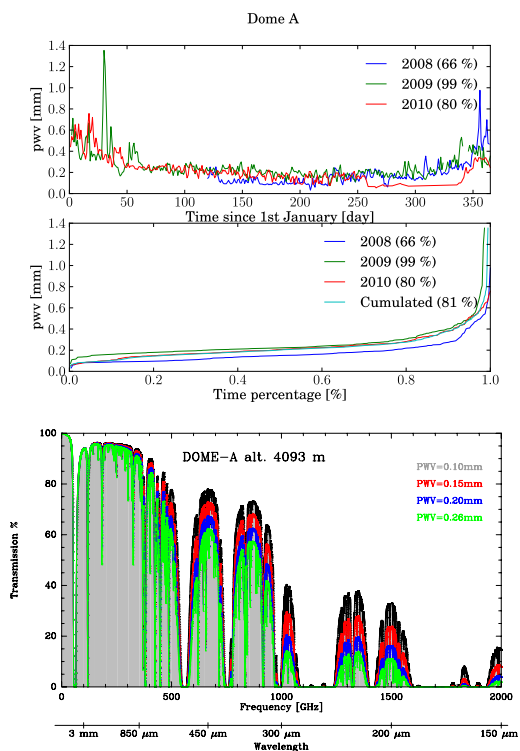 Dome A
1.4
1.2
1.0
0.8
0.6
0.4
0.2
0.0
pwv [mm]
2008 (66 %)
2009 (99 %)
2010 (80 %)
0 50 100 150 200 250 300 350
Time since 1st January [day]
1.4
1.2
1.0
0.8
0.6
0.4
0.2
0.0
pwv [mm]
2008 (66 %)
2009 (99 %)
2010 (80 %)
Cumulated (81 %)
0.0 0.2 0.4 0.6 0.8 1.0
Time percentage [%]
100
80
60
40
20
0
Transmission %
DOME-A alt. 4093 m
PWV=0.10mm
PWV=0.15mm
PWV=0.20mm
PWV=0.26mm
0 500 1000 1500 2000
Frequency [GHz]
3 mm 850 µm 450 µm 300 µm 200 µm 150 µm
Wavelength